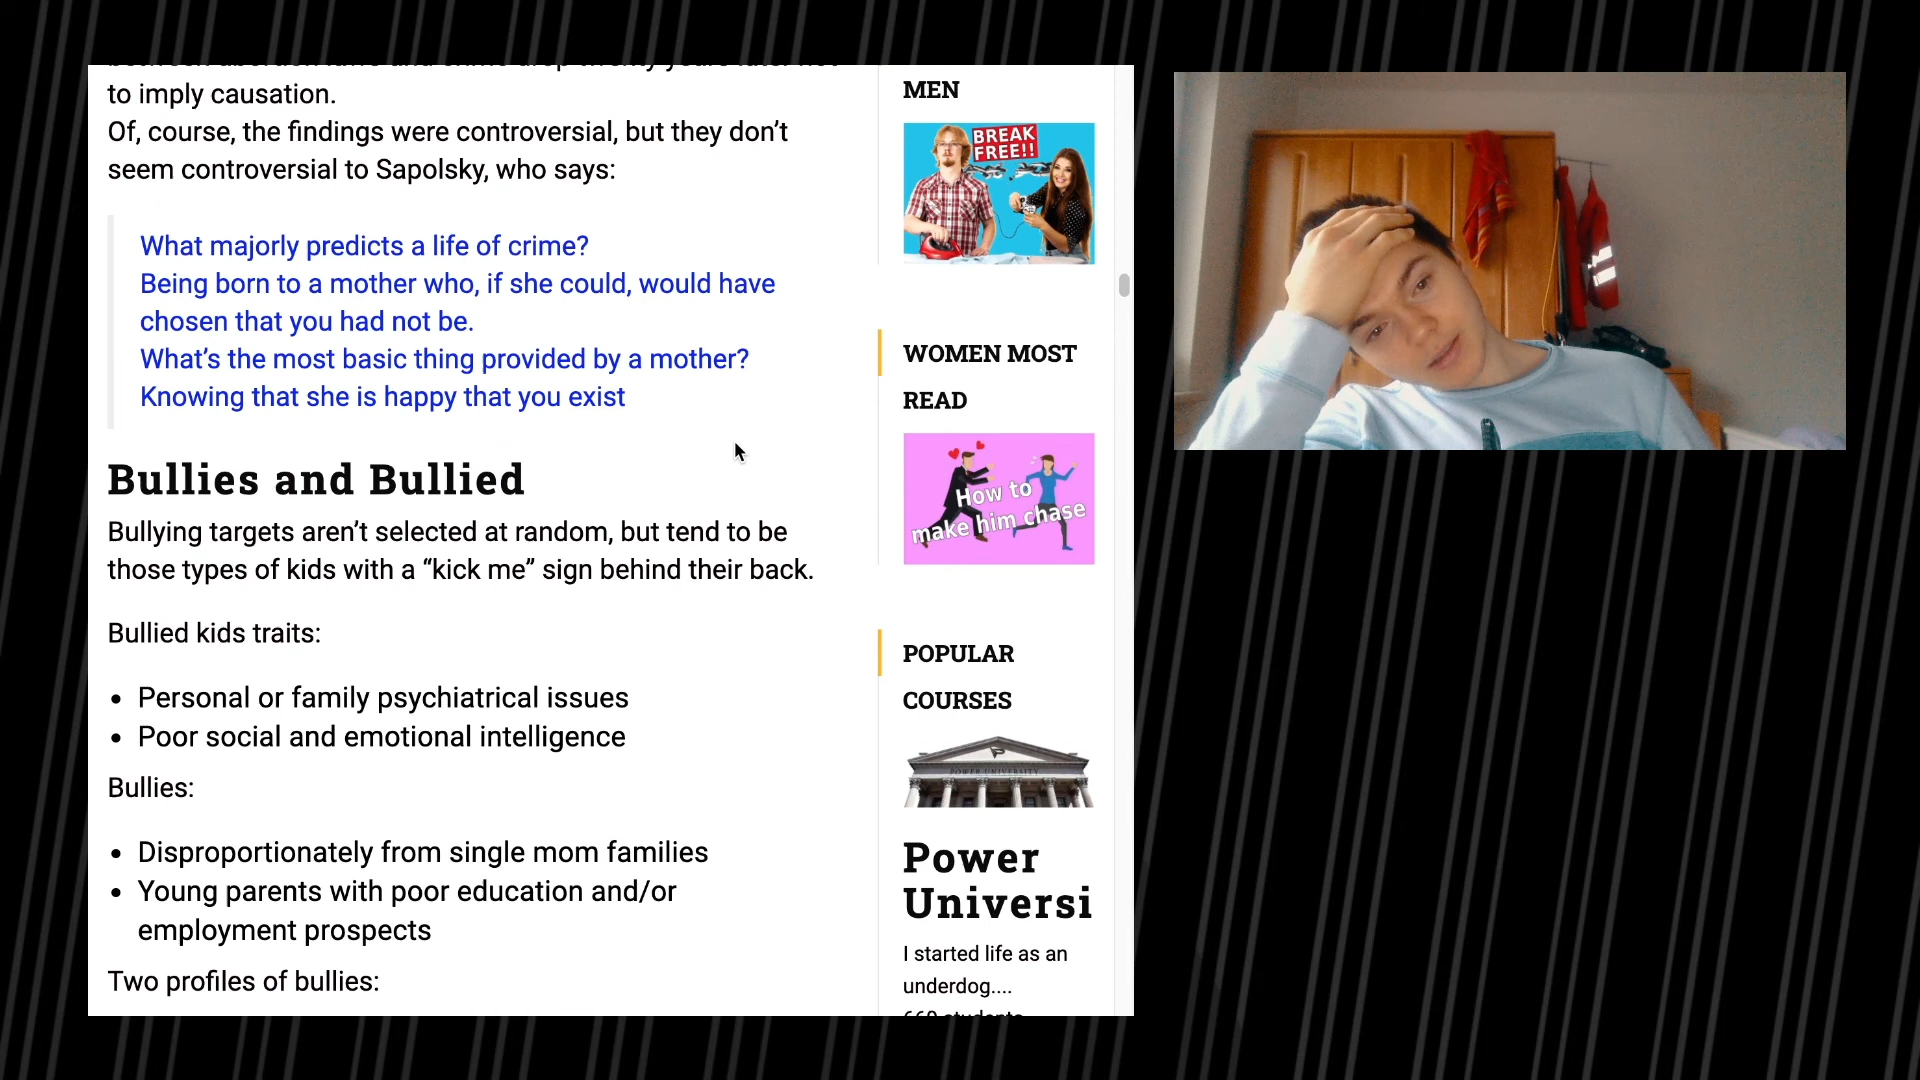 to imply causation.
Of, course, the findings were controversial, but they don’t
seem controversial to Sapolsky, who says:
What majorly predicts a life of crime?
Being born to a mother who, if she could, would have
chosen that you had not be.
What’s the most basic thing provided by a mother?
Knowing that she is happy that you exist
Bullies and Bullied
Bullying targets aren’t selected at random, but tend to be
those types of kids with a “kick me” sign behind their back.
Bullied kids traits:
• Personal or family psychiatrical issues
• Poor social and emotional intelligence
Bullies:
• Disproportionately from single mom families
• Young parents with poor education and/or
employment prospects
Two profiles of bullies:
MEN
BREAK
FREE!!
WOMEN MOST
READ
How to
make him chase
POPULAR
COURSES
POWER UNIVERSITY
Power
Universi
I started life as an
underdog....